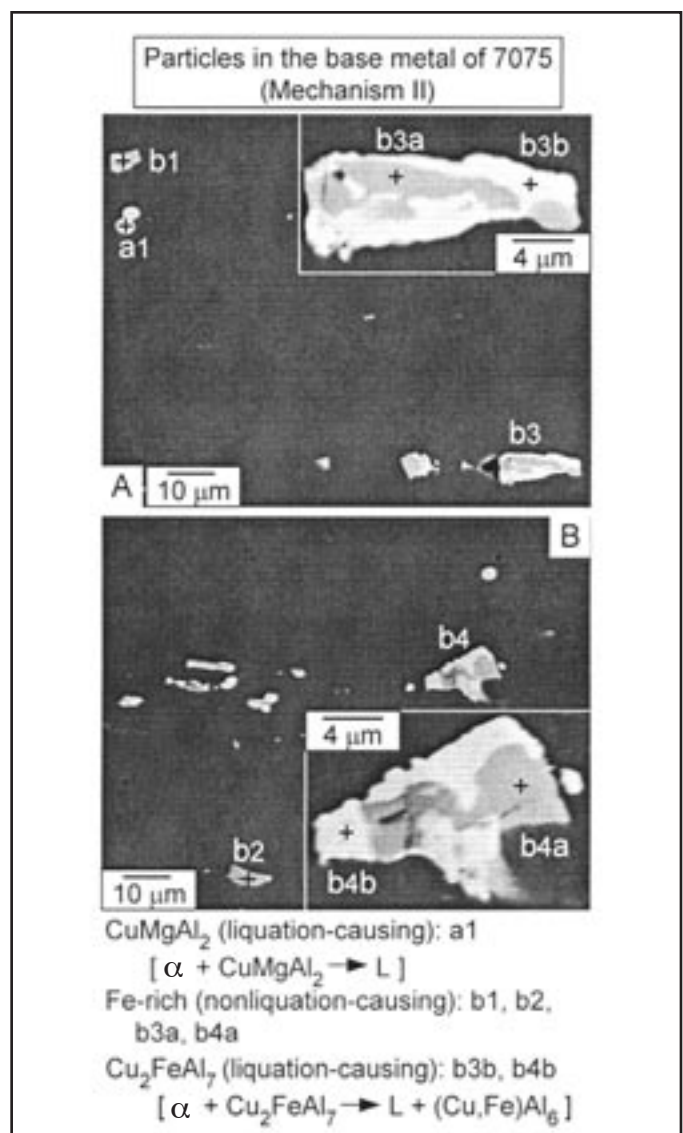 Particles in the base metal of 7075
(Mechanism II)
b1
a1
b3a
b3b
4 μm
b3
A
10 μm
B
b4
4 μm
b4a
b4b
b2
10 μm
CuMgAl₂ (liquation-causing): a1
[ α + CuMgAl₂ → L ]
Fe-rich (nonliquation-causing): b1, b2,
b3a, b4a
Cu₂FeAl₇ (liquation-causing): b3b, b4b
[ α + Cu₂FeAl₇ → L + (Cu,Fe)Al₆ ]